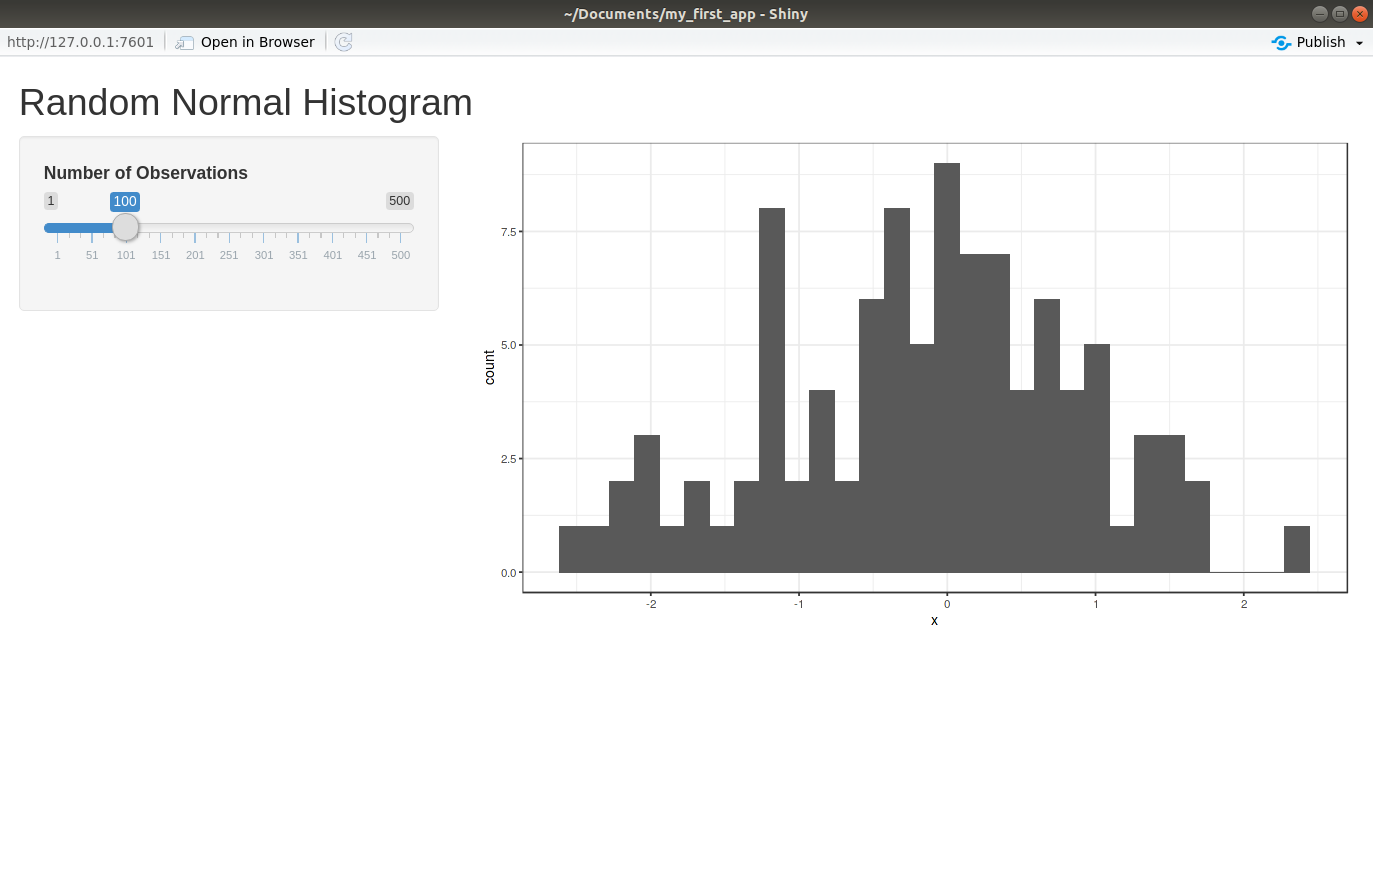 ~/Documents/my_first_app - Shiny
http://127.0.0.1:7601 Open in Browser Publish
Random Normal Histogram
Number of Observations
1 100 500
1 51 101 151 201 251 301 351 401 451 500
count
7.5
5.0
2.5
0.0
-2 -1 0 1 2
x